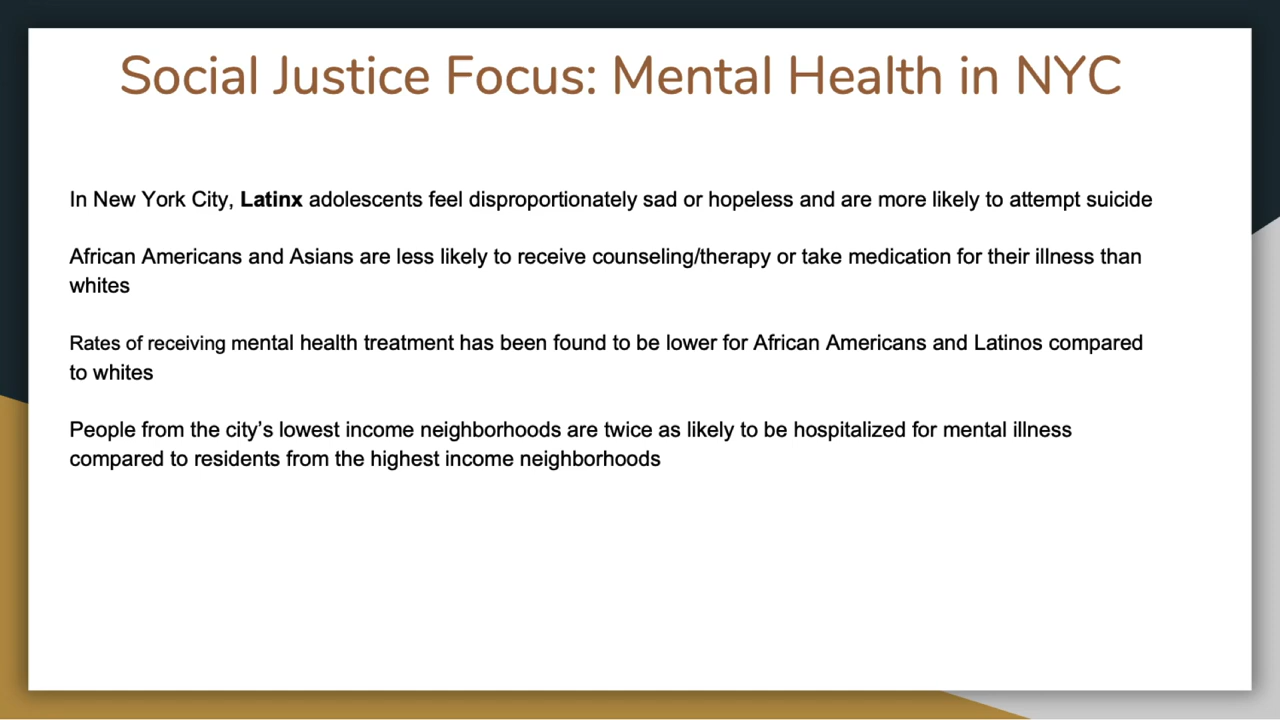 Social Justice Focus: Mental Health in NYC
In New York City, Latinx adolescents feel disproportionately sad or hopeless and are more likely to attempt suicide
African Americans and Asians are less likely to receive counseling/therapy or take medication for their illness than
whites
Rates of receiving mental health treatment has been found to be lower for African Americans and Latinos compared
to whites
People from the city’s lowest income neighborhoods are twice as likely to be hospitalized for mental illness
compared to residents from the highest income neighborhoods